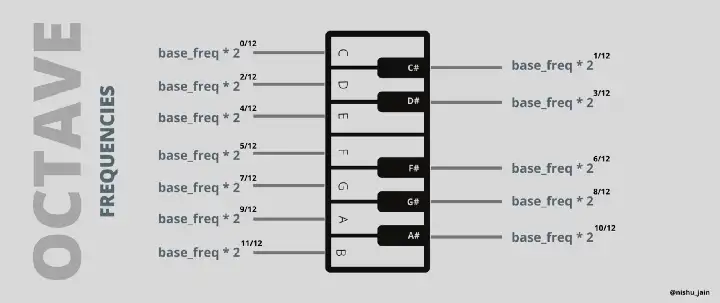 OCTAVE
FREQUENCIES
base_freq * 2 0/12
base_freq * 2 2/12
base_freq * 2 4/12
base_freq * 2 5/12
base_freq * 2 7/12
base_freq * 2 9/12
base_freq * 2 11/12
C
D
E
F
G
A
B
C#
D#
F#
G#
A#
base_freq * 2 1/12
base_freq * 2 3/12
base_freq * 2 6/12
base_freq * 2 8/12
base_freq * 2 10/12
@nishu_jain